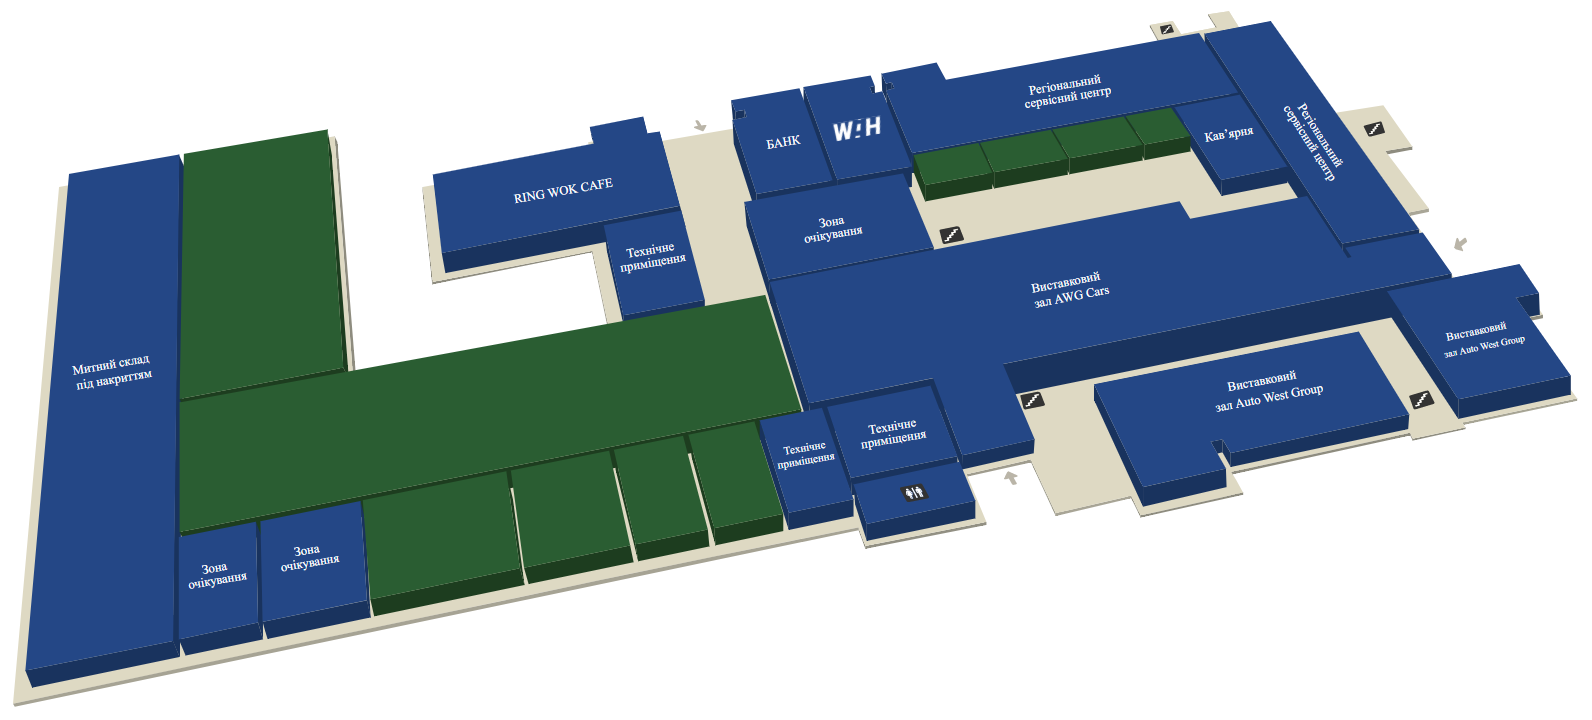 Регіональний
сервісний центр
Регіональний
сервісний центр
БАНК
W H
Кав’ярня
RING WOK CAFE
Зона
очікування
Технічне
приміщення
Виставковий
зал AWG Cars
Виставковий
зал Auto West Group
Митний склад
під накриттям
Виставковий
зал Auto West Group
Технічне
приміщення
Технічне
приміщення
Зона
очікування
Зона
очікування